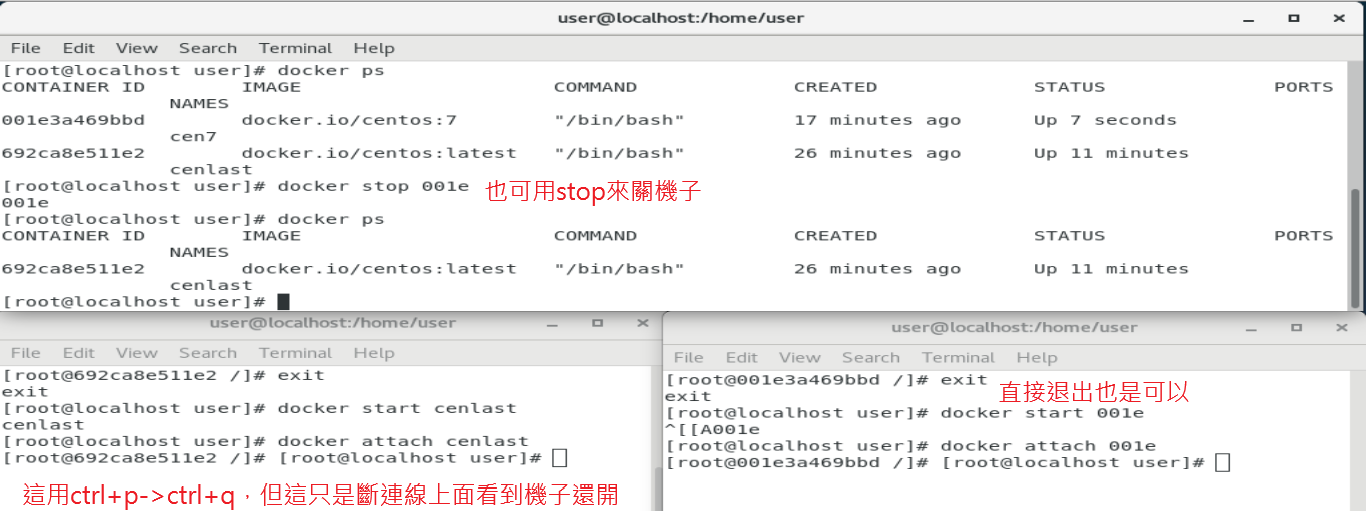 user@localhost:/home/user
File Edit View Search Terminal Help
[root@localhost user]# docker ps
CONTAINER ID IMAGE COMMAND CREATED STATUS PORTS
NAMES
001e3a469bbd docker.io/centos:7 "/bin/bash" 17 minutes ago Up 7 seconds
cen7
692ca8e511e2 docker.io/centos:latest "/bin/bash" 26 minutes ago Up 11 minutes
cenlast
[root@localhost user]# docker stop 001e 也可用stop來關機子
001e
[root@localhost user]# docker ps
CONTAINER ID IMAGE COMMAND CREATED STATUS PORTS
NAMES
692ca8e511e2 docker.io/centos:latest "/bin/bash" 26 minutes ago Up 11 minutes
cenlast
[root@localhost user]#
user@localhost:/home/user
File Edit View Search Terminal Help
[root@692ca8e511e2 /]# exit
exit
[root@localhost user]# docker start cenlast
cenlast
[root@localhost user]# docker attach cenlast
[root@692ca8e511e2 /]# [root@localhost user]#
這用ctrl+p->ctrl+q，但這只是斷連線上面看到機子還開
user@localhost:/home/user
File Edit View Search Terminal Help
[root@001e3a469bbd /]# exit
exit
直接退出也是可以
[root@localhost user]# docker start 001e
^[[A001e
[root@localhost user]# docker attach 001e
[root@001e3a469bbd /]# [root@localhost user]#